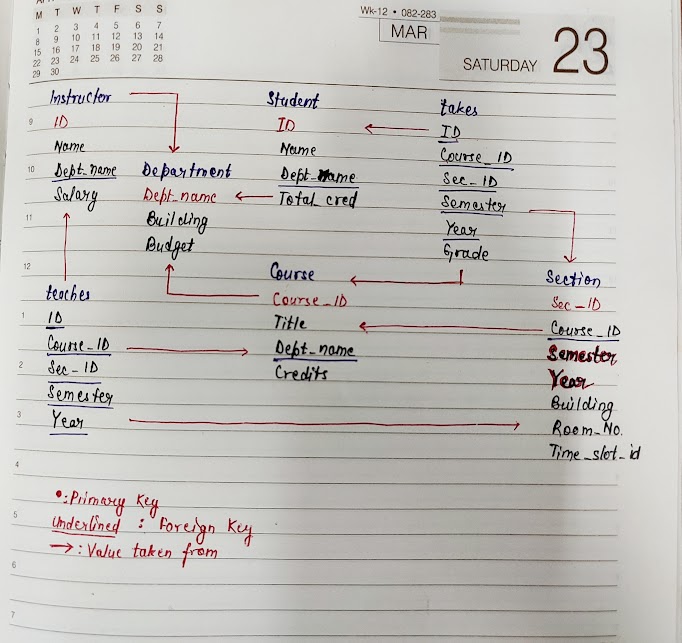 Wk-12 • 082-283
MAR
SATURDAY 23
M T W T F S S
1 2 3 4 5 6 7
8 9 10 11 12 13 14
15 16 17 18 19 20 21
22 23 24 25 26 27 28
29 30
Instructor
ID
Name
Dept_name
Salary
Department
Dept_name
Building
Budget
Student
ID
Name
Dept_name
Total cred
takes
ID
Course_ID
Sec_ID
Semester
Year
Grade
teaches
ID
Course_ID
Sec_ID
Semester
Year
Course
Course_ID
Title
Dept_name
Credits
Section
Sec_ID
Course_ID
Semester
Year
Building
Room_No.
Time_slot_id
•: Primary Key
Underlined : Foreign Key
→: Value taken from
9
10
11
12
1
2
3
4
5
6
7